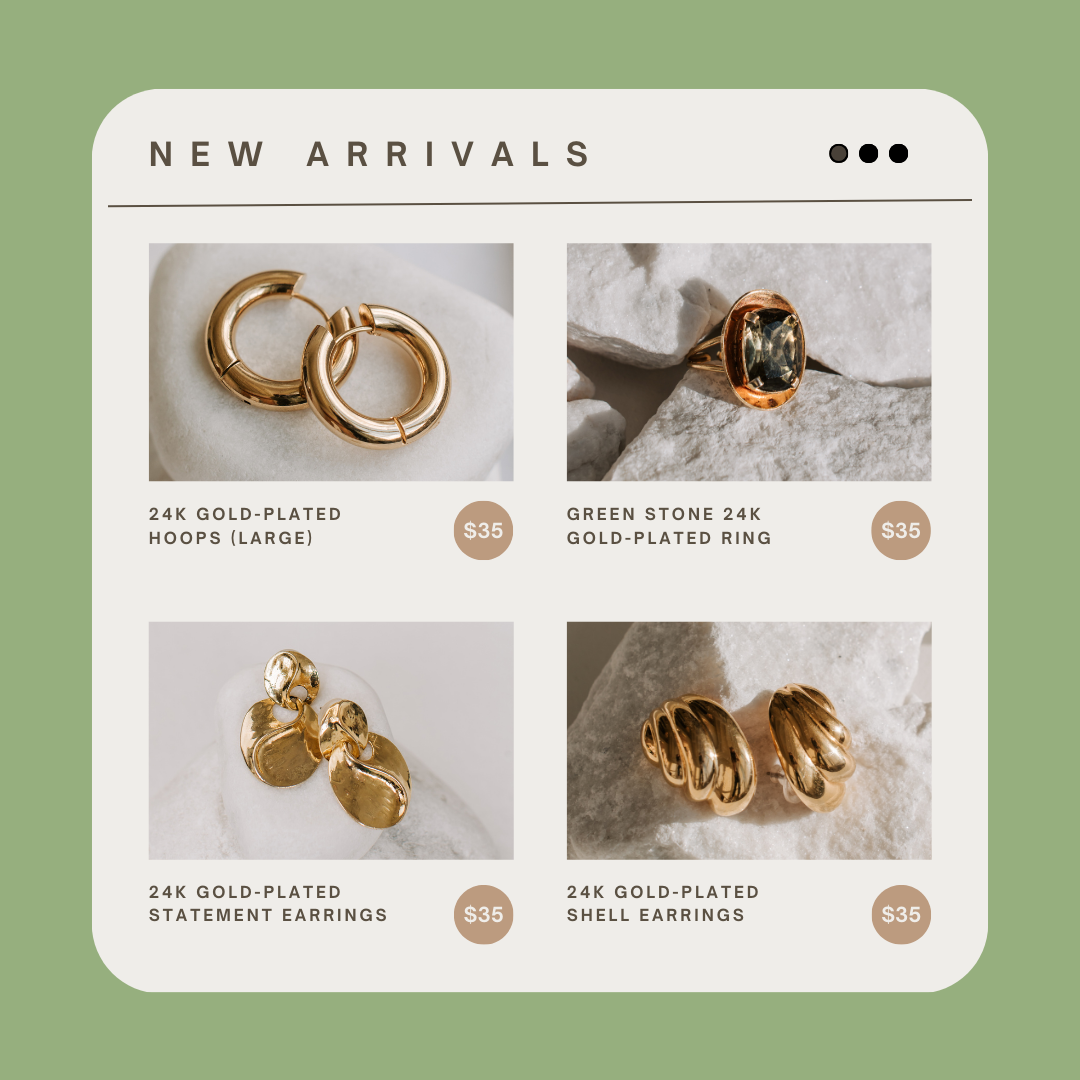 NEW ARRIVALS
24K GOLD-PLATED
HOOPS (LARGE)
$35
GREEN STONE 24K
GOLD-PLATED RING
$35
24K GOLD-PLATED
STATEMENT EARRINGS
$35
24K GOLD-PLATED
SHELL EARRINGS
$35